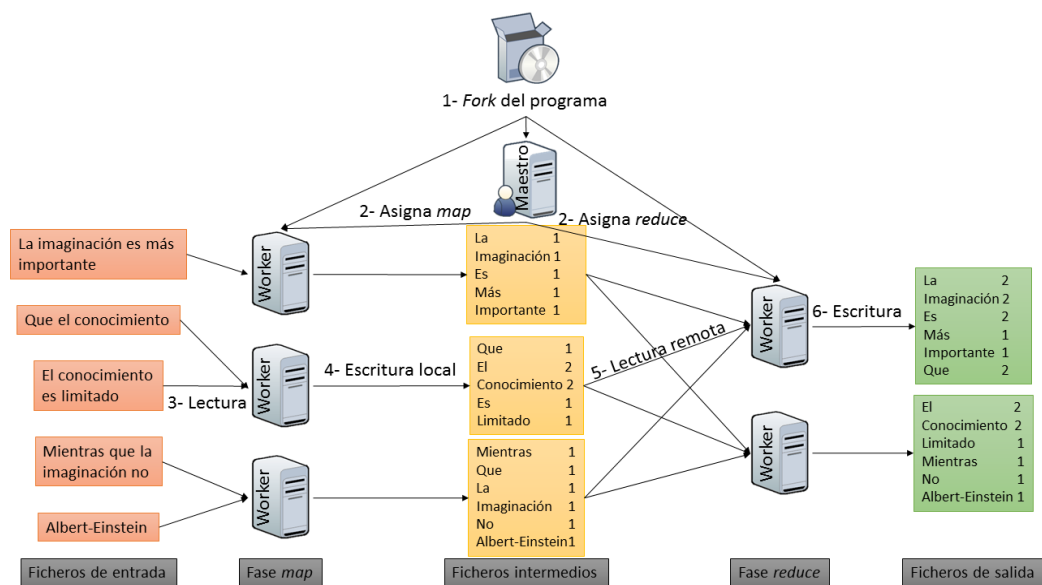 1- Fork del programa
Maestro
2- Asigna map
2- Asigna reduce
La imaginación es más
importante
Que el conocimiento
El conocimiento
es limitado
Mientras que la
imaginación no
Albert-Einstein
3- Lectura
Worker
Worker
Worker
4- Escritura local
La 1
Imaginación 1
Es 1
Más 1
Importante 1
Que 1
El 2
Conocimiento 2
Es 1
Limitado 1
Mientras 1
Que 1
La 1
Imaginación 1
No 1
Albert-Einstein 1
5- Lectura remota
Worker
Worker
6- Escritura
La 2
Imaginación 2
Es 2
Más 1
Importante 1
Que 2
El 2
Conocimiento 2
Limitado 1
Mientras 1
No 1
Albert-Einstein 1
Ficheros de entrada
Fase map
Ficheros intermedios
Fase reduce
Ficheros de salida